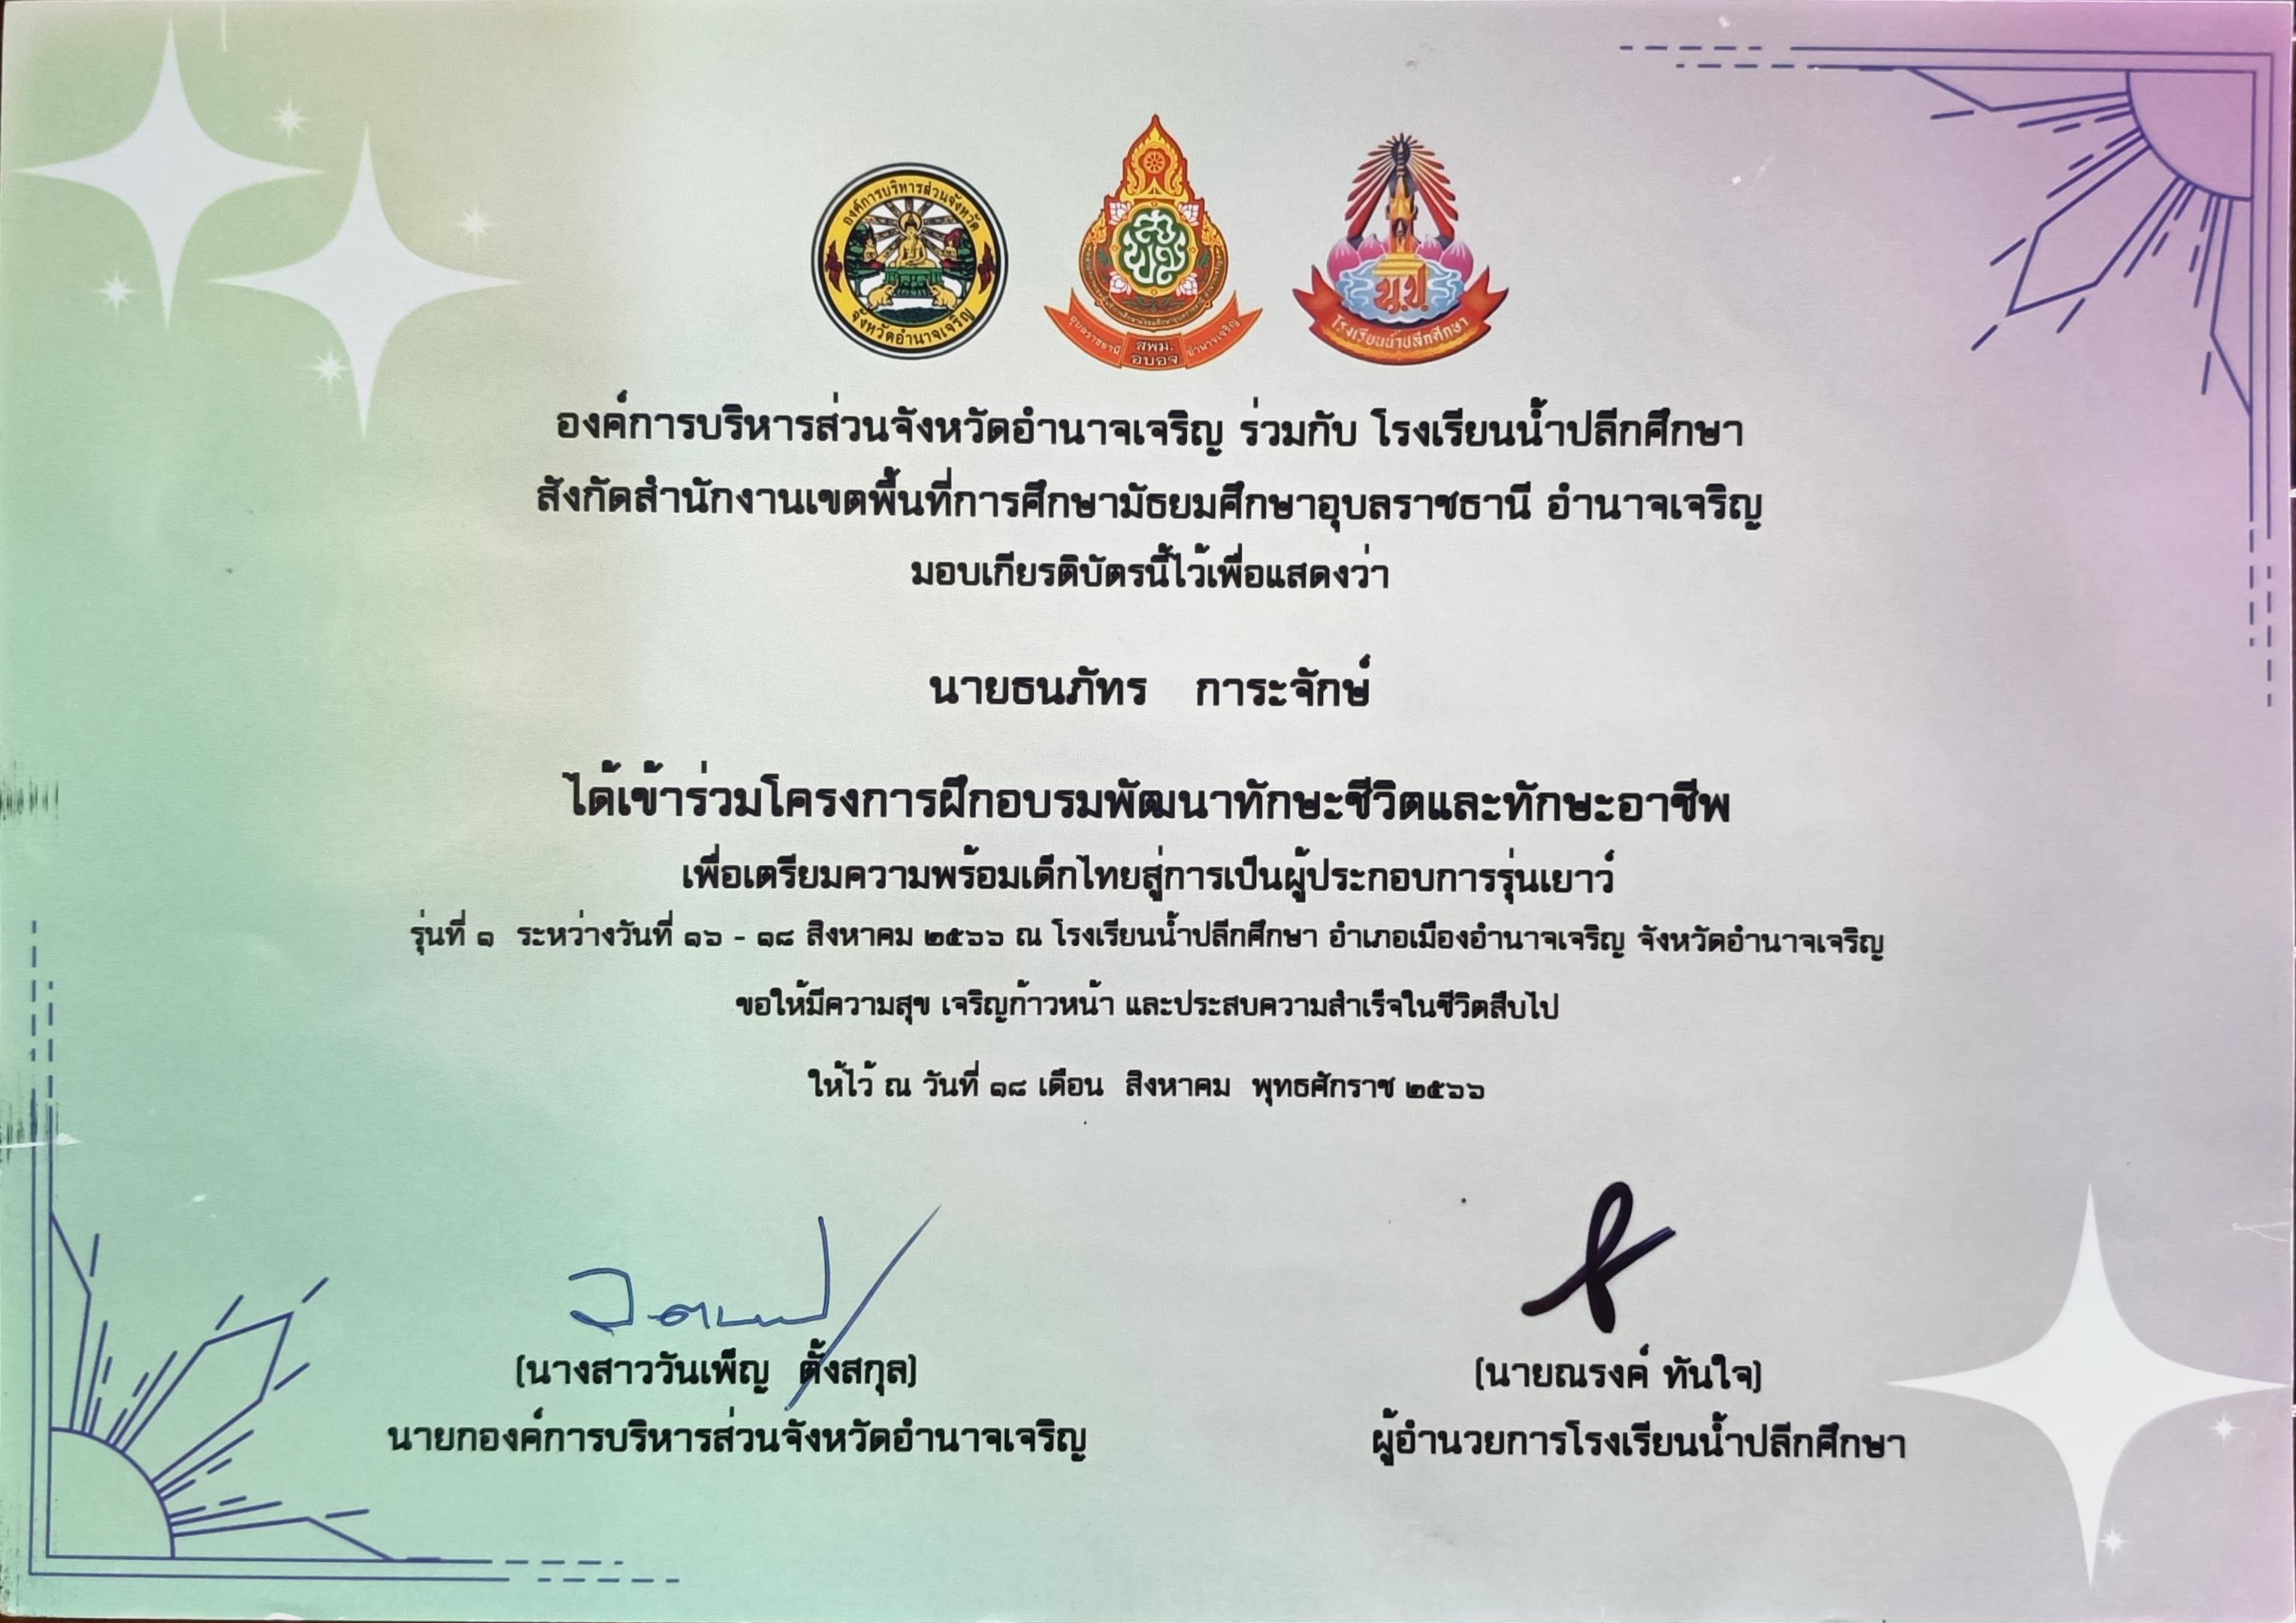 องค์การบริหารส่วนจังหวัด
จังหวัดอำนาจเจริญ
สพฐ
อุบลราชธานี
สพม.
อบอจ
อำนาจเจริญ
น.ป.
โรงเรียนน้ำปลีกศึกษา
องค์การบริหารส่วนจังหวัดอำนาจเจริญ ร่วมกับ โรงเรียนน้ำปลีกศึกษา
สังกัดสำนักงานเขตพื้นที่การศึกษามัธยมศึกษาอุบลราชธานี อำนาจเจริญ
มอบเกียรติบัตรนี้ไว้เพื่อแสดงว่า
นายธนภัทร การะจักษ์
ได้เข้าร่วมโครงการฝึกอบรมพัฒนาทักษะชีวิตและทักษะอาชีพ
เพื่อเตรียมความพร้อมเด็กไทยสู่การเป็นผู้ประกอบการรุ่นเยาว์
รุ่นที่ ๑ ระหว่างวันที่ ๑๖ - ๑๘ สิงหาคม ๒๕๖๖ ณ โรงเรียนน้ำปลีกศึกษา อำเภอเมืองอำนาจเจริญ จังหวัดอำนาจเจริญ
ขอให้มีความสุข เจริญก้าวหน้า และประสบความสำเร็จในชีวิตสืบไป
ให้ไว้ ณ วันที่ ๑๘ เดือน สิงหาคม พุทธศักราช ๒๕๖๖
(นางสาววันเพ็ญ ตั้งสกุล)
นายกองค์การบริหารส่วนจังหวัดอำนาจเจริญ
(นายณรงค์ ทันใจ)
ผู้อำนวยการโรงเรียนน้ำปลีกศึกษา